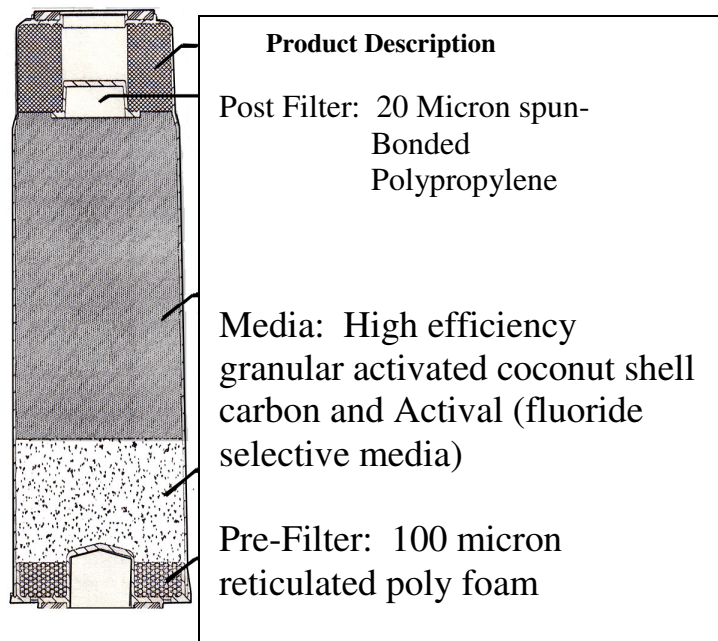 Product Description
Post Filter: 20 Micron spun-
Bonded
Polypropylene
Media: High efficiency
granular activated coconut shell
carbon and Actival (fluoride
selective media)
Pre-Filter: 100 micron
reticulated poly foam